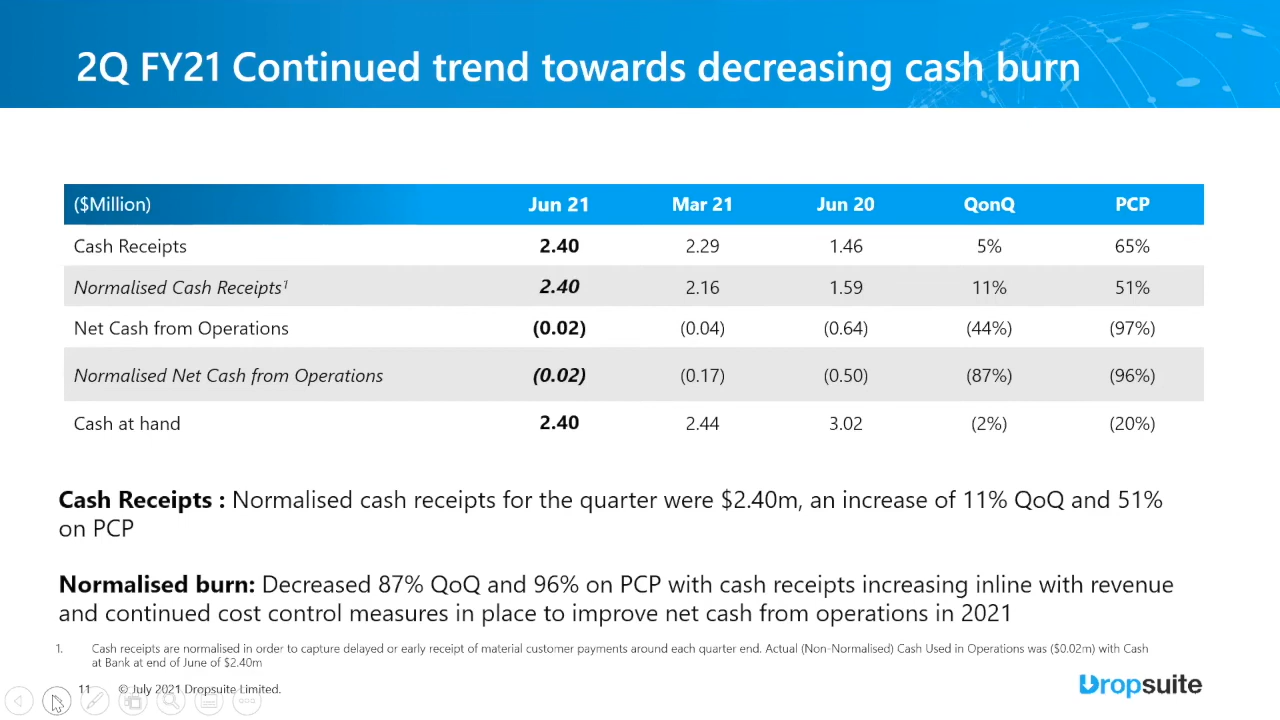 2Q FY21 Continued trend towards decreasing cash burn
($Million) Jun 21 Mar 21 Jun 20 QonQ PCP
Cash Receipts 2.40 2.29 1.46 5% 65%
Normalised Cash Receipts¹ 2.40 2.16 1.59 11% 51%
Net Cash from Operations (0.02) (0.04) (0.64) (44%) (97%)
Normalised Net Cash from Operations (0.02) (0.17) (0.50) (87%) (96%)
Cash at hand 2.40 2.44 3.02 (2%) (20%)
Cash Receipts : Normalised cash receipts for the quarter were $2.40m, an increase of 11% QoQ and 51%
on PCP
Normalised burn: Decreased 87% QoQ and 96% on PCP with cash receipts increasing inline with revenue
and continued cost control measures in place to improve net cash from operations in 2021
1. Cash receipts are normalised in order to capture delayed or early receipt of material customer payments around each quarter end. Actual (Non-Normalised) Cash Used in Operations was ($0.02m) with Cash
at Bank at end of June of $2.40m
11 © July 2021 Dropsuite Limited.
Dropsuite